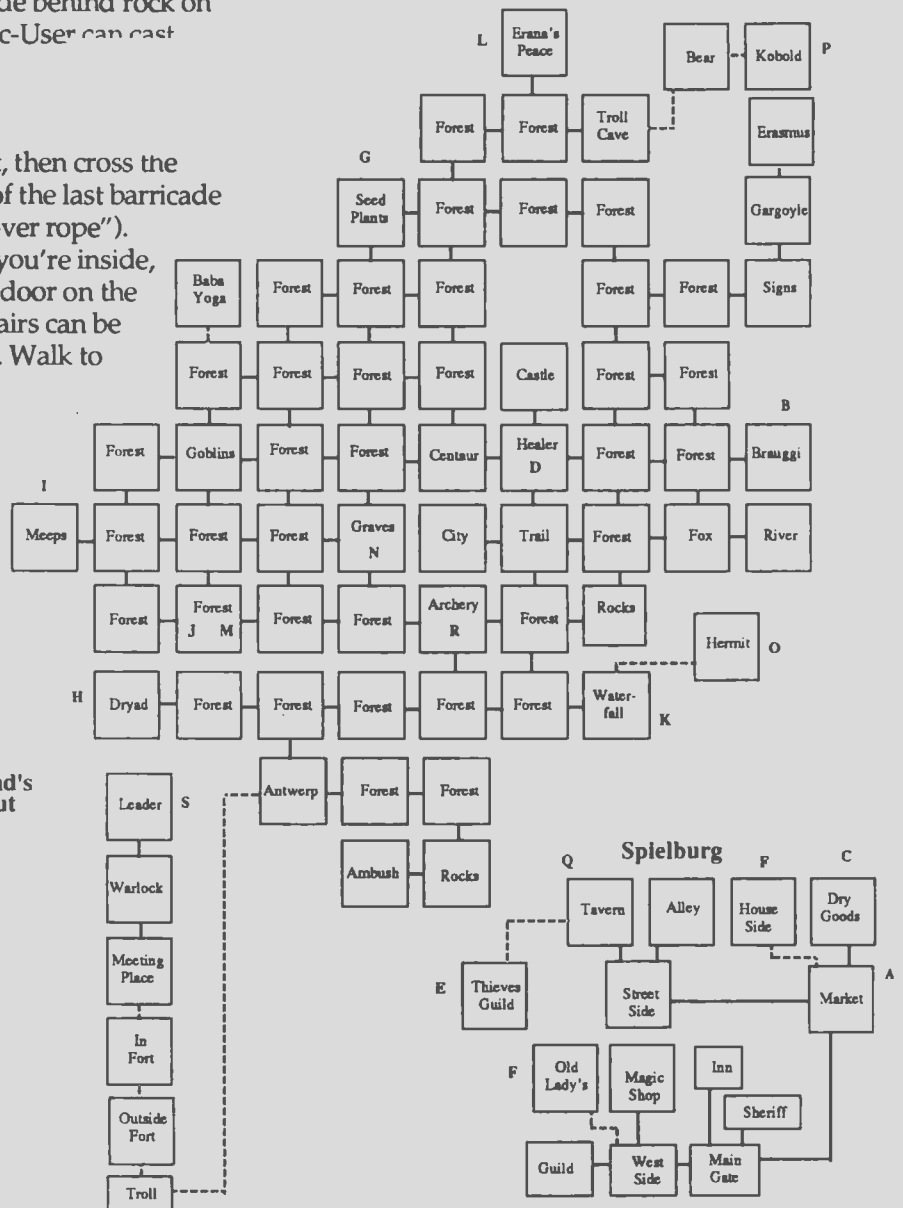 de behind rock on
c-User can cast
, then cross the
of the last barricade
ver rope").
you're inside,
door on the
airs can be
. Walk to
nd's
ut
L
Erana's
Peace
Bear
Kobold
P
Forest
Forest
Troll
Cave
Erasmus
G
Seed
Plants
Forest
Forest
Forest
Gargoyle
Baba
Yoga
Forest
Forest
Forest
Forest
Forest
Signs
Forest
Forest
Forest
Forest
Castle
Forest
Forest
B
Forest
Goblins
Forest
Forest
Centaur
Healer
D
Forest
Forest
Brauggi
I
Meeps
Forest
Forest
Forest
Graves
N
City
Trail
Forest
Fox
River
Forest
Forest
J M
Forest
Forest
Archery
R
Forest
Rocks
Hermit
O
H
Dryad
Forest
Forest
Forest
Forest
Forest
Water-
fall
K
Antwerp
Forest
Forest
Ambush
Rocks
Leader
S
Warlock
Meeting
Place
In
Fort
Outside
Fort
Troll
Spielburg
Q
F
C
Tavern
Alley
House
Side
Dry
Goods
E
Thieves
Guild
Street
Side
Market
A
F
Old
Lady's
Magic
Shop
Inn
Sheriff
Guild
West
Side
Main
Gate